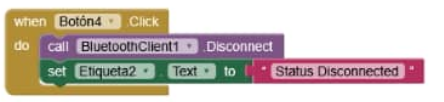 when Botón4 .Click
do call BluetoothClient1 .Disconnect
set Etiqueta2 . Text to " Status Disconnected "